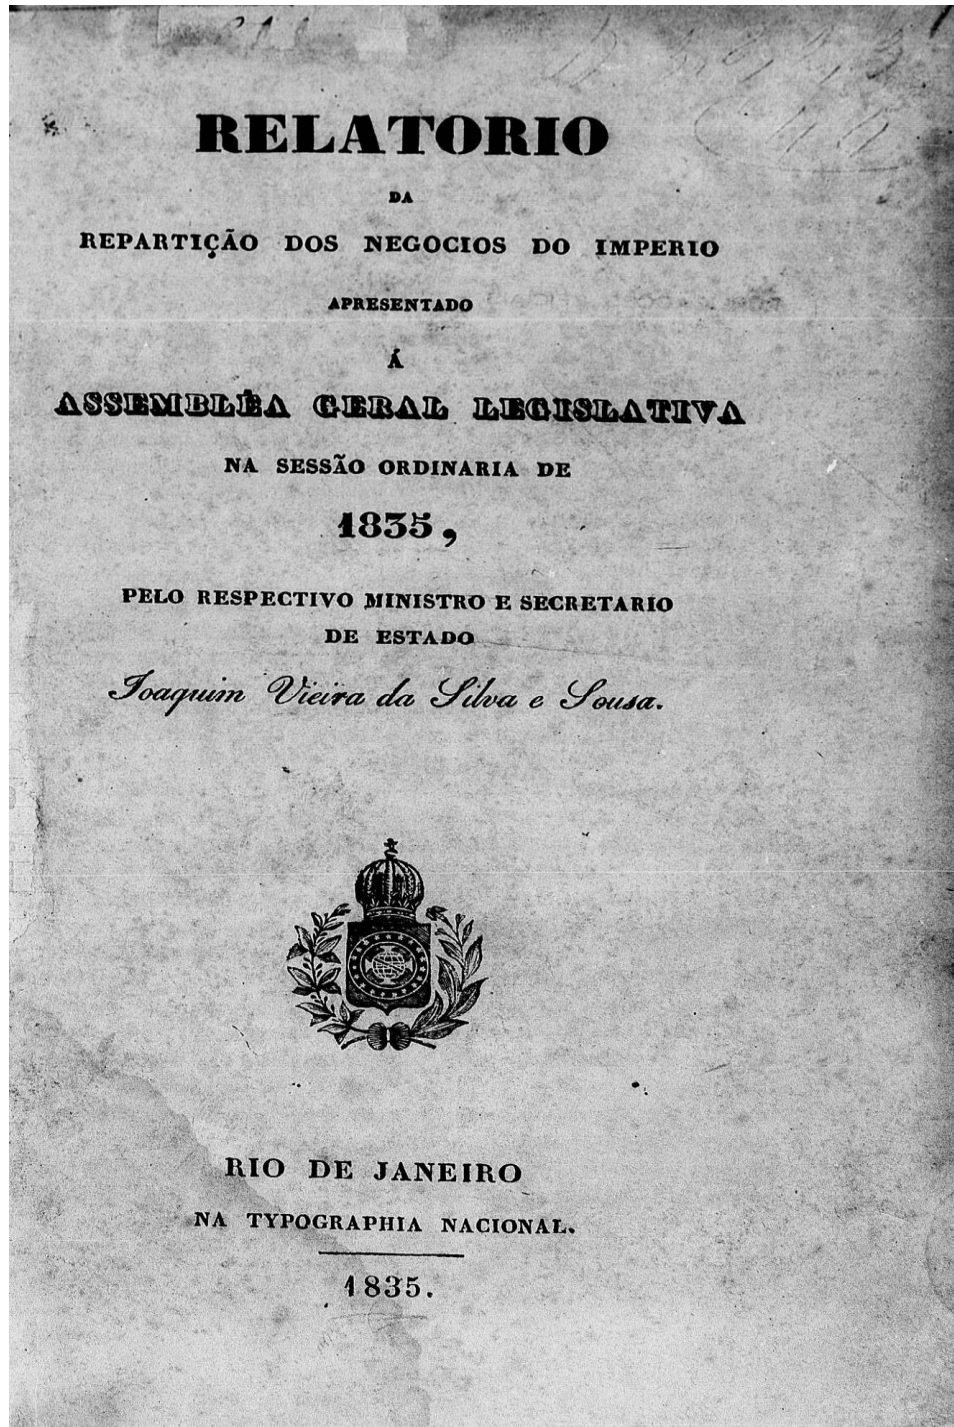 RELATORIO
DA
REPARTIÇÃO DOS NEGOCIOS DO IMPERIO
APRESENTADO
Á
ASSEMBLÉA GERAL LEGISLATIVA
NA SESSÃO ORDINARIA DE
1835,
PELO RESPECTIVO MINISTRO E SECRETARIO
DE ESTADO
Joaquim Vieira da Silva e Sousa.
RIO DE JANEIRO
NA TYPOGRAPHIA NACIONAL.
1835.